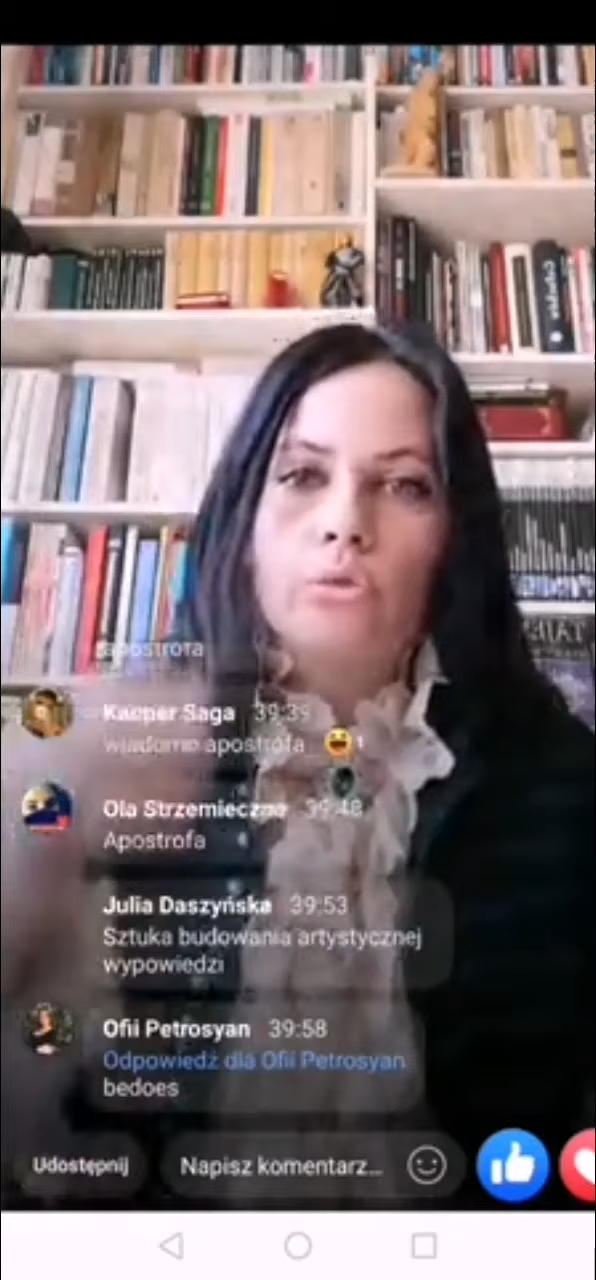 apostrofa
Kacper Saga 39:39
wiadomo apostrofa 1
Ola Strzemieczne 39:48
Apostrofa
Julia Daszyńska 39:53
Sztuka budowania artystycznej
wypowiedzi
Ofii Petrosyan 39:58
Odpowiedź dla Ofii Petrosyan
bedoes
Udostępnij Napisz komentarz...